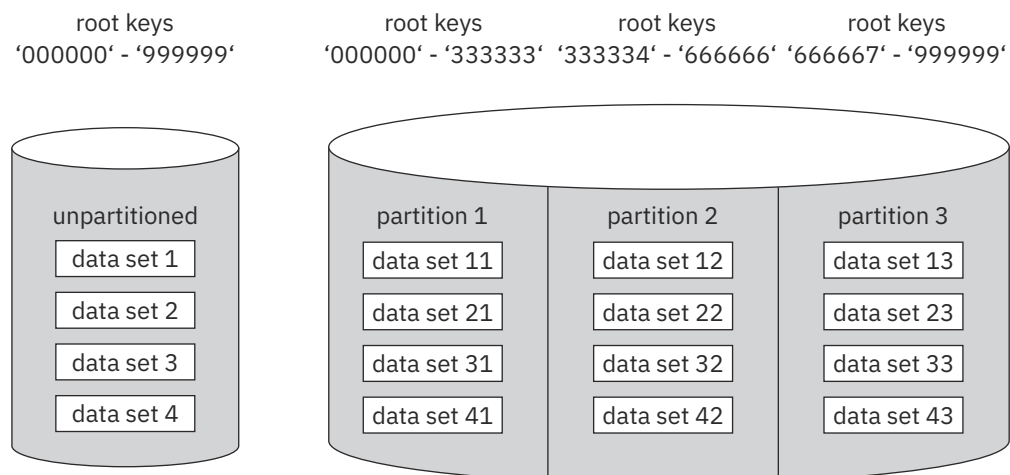 root keys
‘000000‘ - ‘999999‘
root keys
‘000000‘ - ‘333333‘
root keys
‘333334‘ - ‘666666‘
root keys
‘666667‘ - ‘999999‘
unpartitioned
data set 1
data set 2
data set 3
data set 4
partition 1
data set 11
data set 21
data set 31
data set 41
partition 2
data set 12
data set 22
data set 32
data set 42
partition 3
data set 13
data set 23
data set 33
data set 43